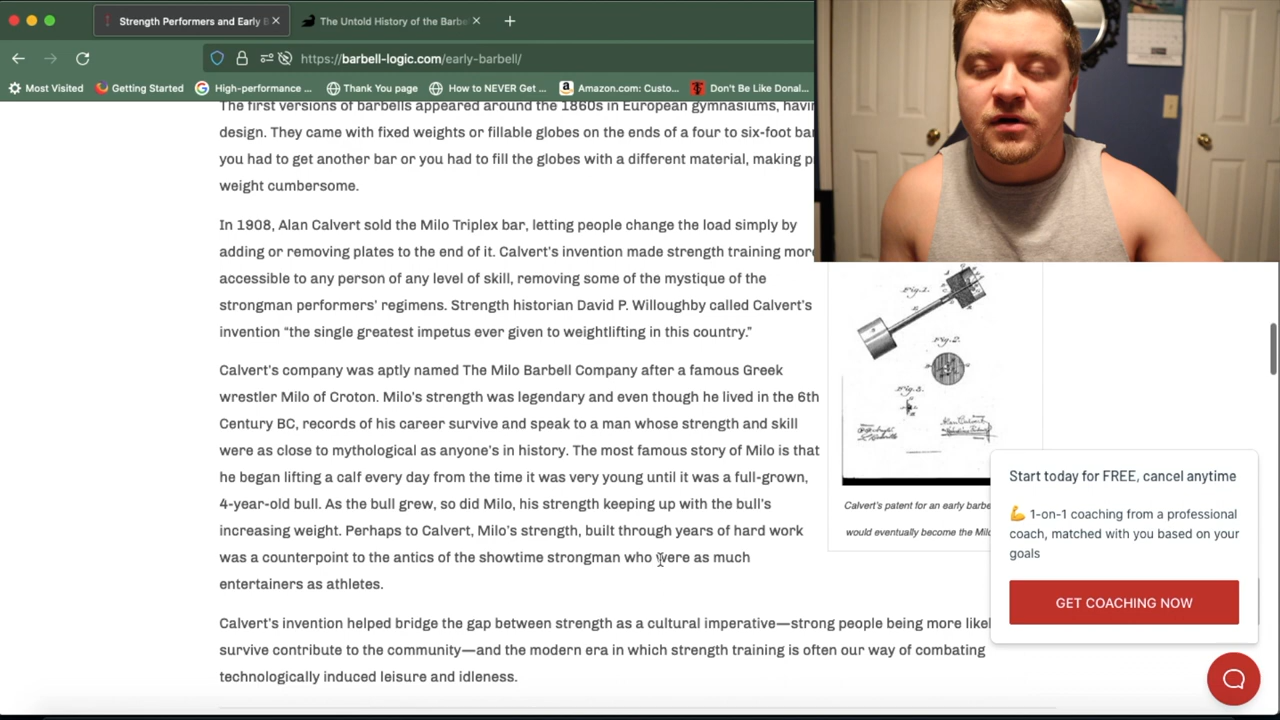 Strength Performers and Early B
The Untold History of the Barbe
https://barbell-logic.com/early-barbell/
Most Visited
Getting Started
High-performance ...
Thank You page
How to NEVER Get ...
Amazon.com: Custo...
Don't Be Like Donal...
The first versions of barbells appeared around the 1860s in European gymnasiums, havin
design. They came with fixed weights or fillable globes on the ends of a four to six-foot bar
you had to get another bar or you had to fill the globes with a different material, making p
weight cumbersome.
In 1908, Alan Calvert sold the Milo Triplex bar, letting people change the load simply by
adding or removing plates to the end of it. Calvert's invention made strength training more
accessible to any person of any level of skill, removing some of the mystique of the
strongman performers' regimens. Strength historian David P. Willoughby called Calvert's
invention “the single greatest impetus ever given to weightlifting in this country.”
Calvert's company was aptly named The Milo Barbell Company after a famous Greek
wrestler Milo of Croton. Milo's strength was legendary and even though he lived in the 6th
Century BC, records of his career survive and speak to a man whose strength and skill
were as close to mythological as anyone's in history. The most famous story of Milo is that
he began lifting a calf every day from the time it was very young until it was a full-grown,
4-year-old bull. As the bull grew, so did Milo, his strength keeping up with the bull's
increasing weight. Perhaps to Calvert, Milo's strength, built through years of hard work
was a counterpoint to the antics of the showtime strongman who were as much
entertainers as athletes.
Fig. 1.
Fig. 2.
Fig. 3.
Calvert's patent for an early barbe
would eventually become the Milo
Calvert's invention helped bridge the gap between strength as a cultural imperative—strong people being more likel
survive contribute to the community—and the modern era in which strength training is often our way of combating
technologically induced leisure and idleness.
Start today for FREE, cancel anytime
💪 1-on-1 coaching from a professional
coach, matched with you based on your
goals
GET COACHING NOW